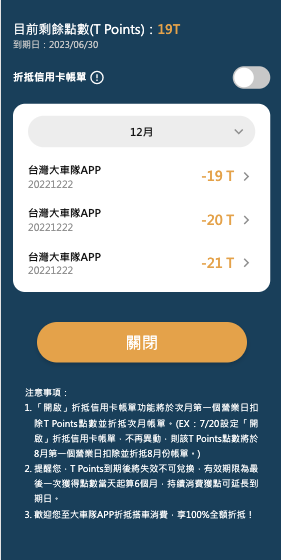 目前剩餘點數(T Points)：19T
到期日：2023/06/30
折抵信用卡帳單
12月
台灣大車隊APP
20221222
-19 T
台灣大車隊APP
20221222
-20 T
台灣大車隊APP
20221222
-21 T
關閉
注意事項：
1. 「開啟」折抵信用卡帳單功能將於次月第一個營業日扣
除T Points點數並折抵次月帳單。(EX：7/20設定「開
啟」折抵信用卡帳單，不再異動，則該T Points點數將於
8月第一個營業日扣除並折抵8月份帳單。)
2. 提醒您，T Points到期後將失效不可兌換，有效期限為最
後一次獲得點數當天起算6個月，持續消費獲點可延長到
期日。
3. 歡迎您至大車隊APP折抵搭車消費，享100%全額折抵！